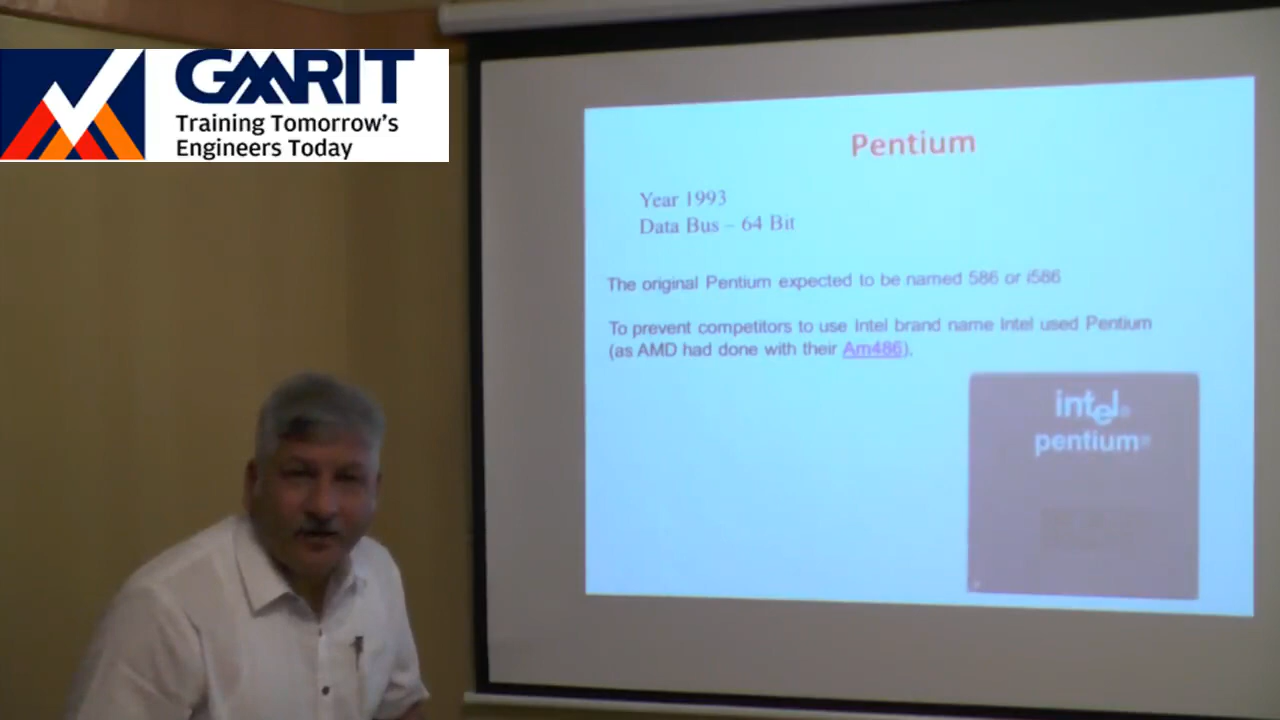 GMRIT
Training Tomorrow's
Engineers Today
Pentium
Year 1993
Data Bus – 64 Bit
The original Pentium expected to be named 586 or i586
To prevent competitors to use Intel brand name Intel used Pentium
(as AMD had done with their Am486).
intel®
pentium®